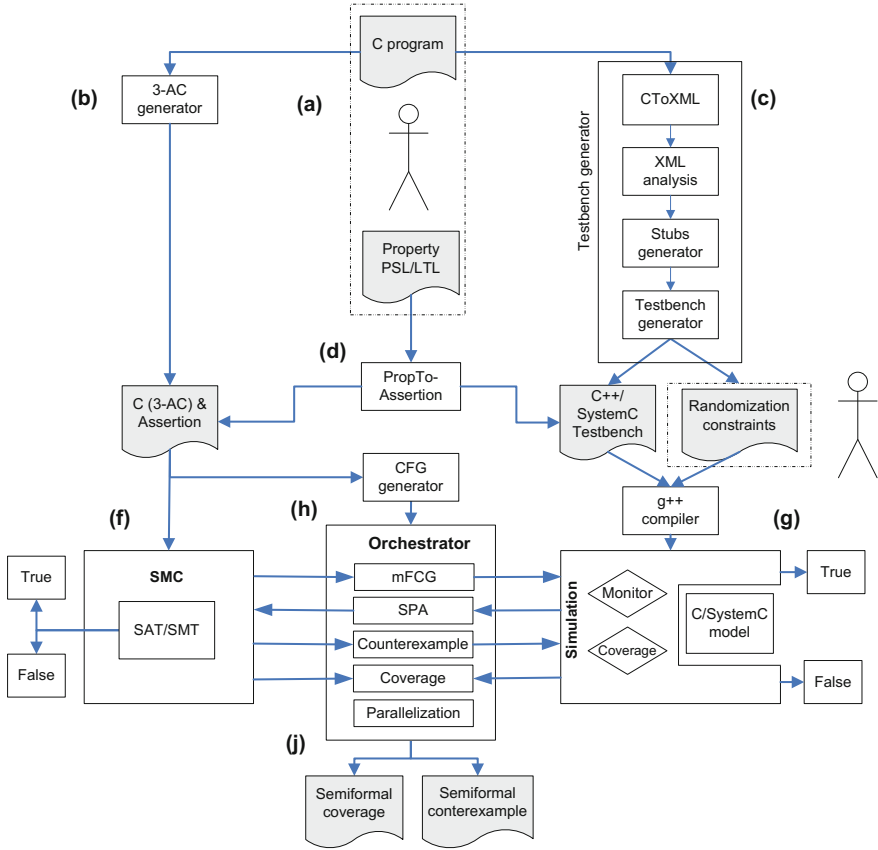 C program
(b)
3-AC
generator
(a)
(c)
CToXML
Testbench generator
XML
analysis
Stubs
generator
Property
PSL/LTL
Testbench
generator
(d)
PropTo-
Assertion
C (3-AC) &
Assertion
C++/
SystemC
Testbench
Randomization
constraints
CFG
generator
g++
compiler
(f)
(h)
(g)
Orchestrator
SMC
True
mFCG
True
Monitor
SPA
SAT/SMT
C/SystemC
model
Simulation
Counterexample
Coverage
False
Coverage
False
Parallelization
(j)
Semiformal
coverage
Semiformal
conterexample